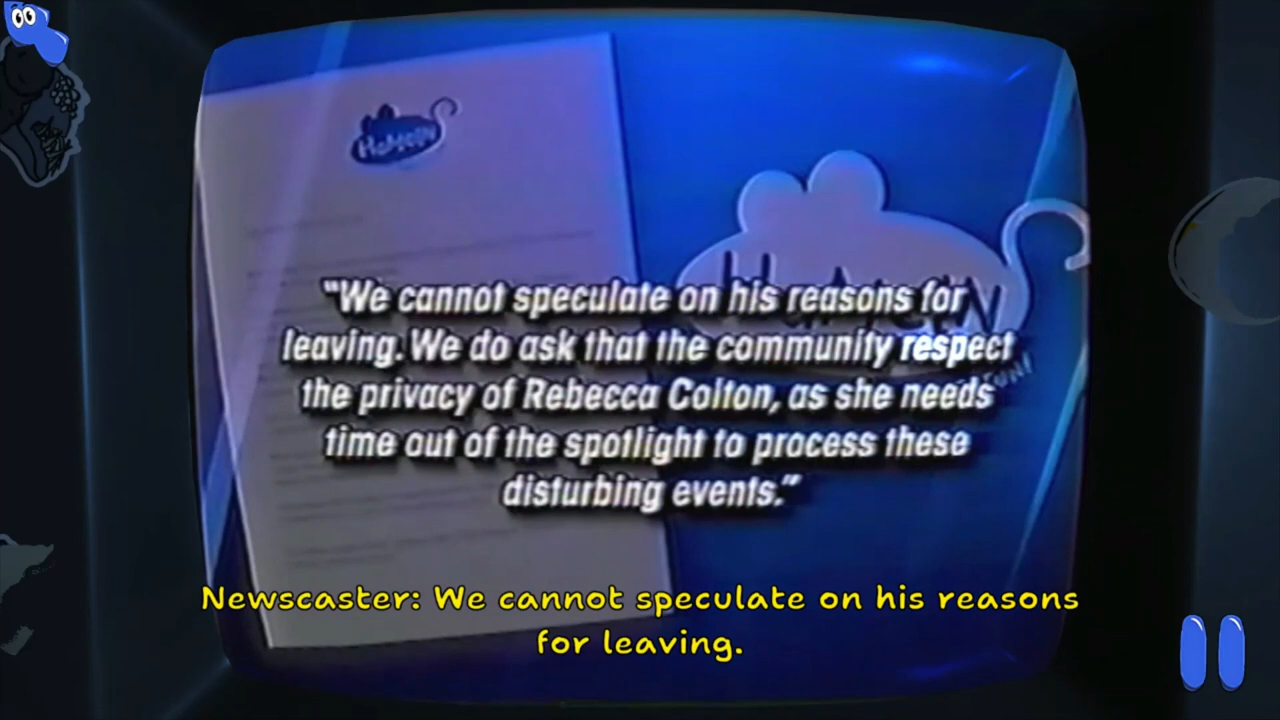 Hameln
Hameln
"We cannot speculate on his reasons for
leaving. We do ask that the community respect
the privacy of Rebecca Colton, as she needs
time out of the spotlight to process these
disturbing events."
Newscaster: We cannot speculate on his reasons
for leaving.